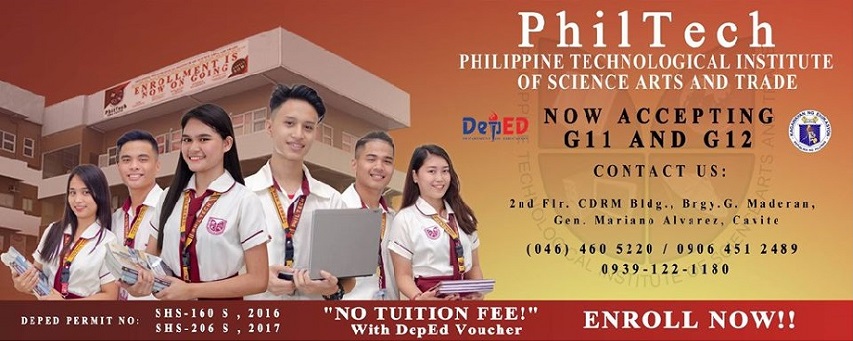 PhilTech
PHILIPPINE TECHNOLOGICAL INSTITUTE
OF SCIENCE ARTS AND TRADE
ENROLLMENT IS
NOW ON GOING
PhilTech
DepED
NOW ACCEPTING
G11 AND G12
CONTACT US:
2nd Flr. CDRM Bldg., Brgy.G. Maderan,
Gen. Mariano Alvarez, Cavite
(046) 460 5220 / 0906 451 2489
0939-122-1180
DEPED PERMIT NO:
SHS-160 S , 2016
SHS-206 S , 2017
"NO TUITION FEE!"
With DepEd Voucher
ENROLL NOW!!